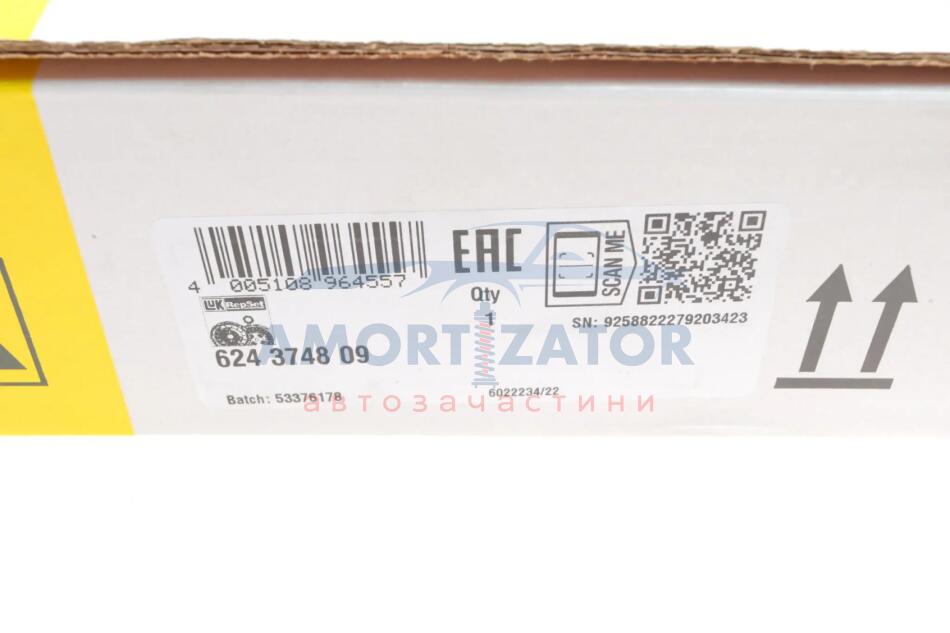 4 005108 964557
EAC
SCAN ME
Qty
1
LUK RepSet
SN: 9258822279203423
AMORTIZATOR
624 3748 09
Batch: 53376178
6022234/22
автозапчастини